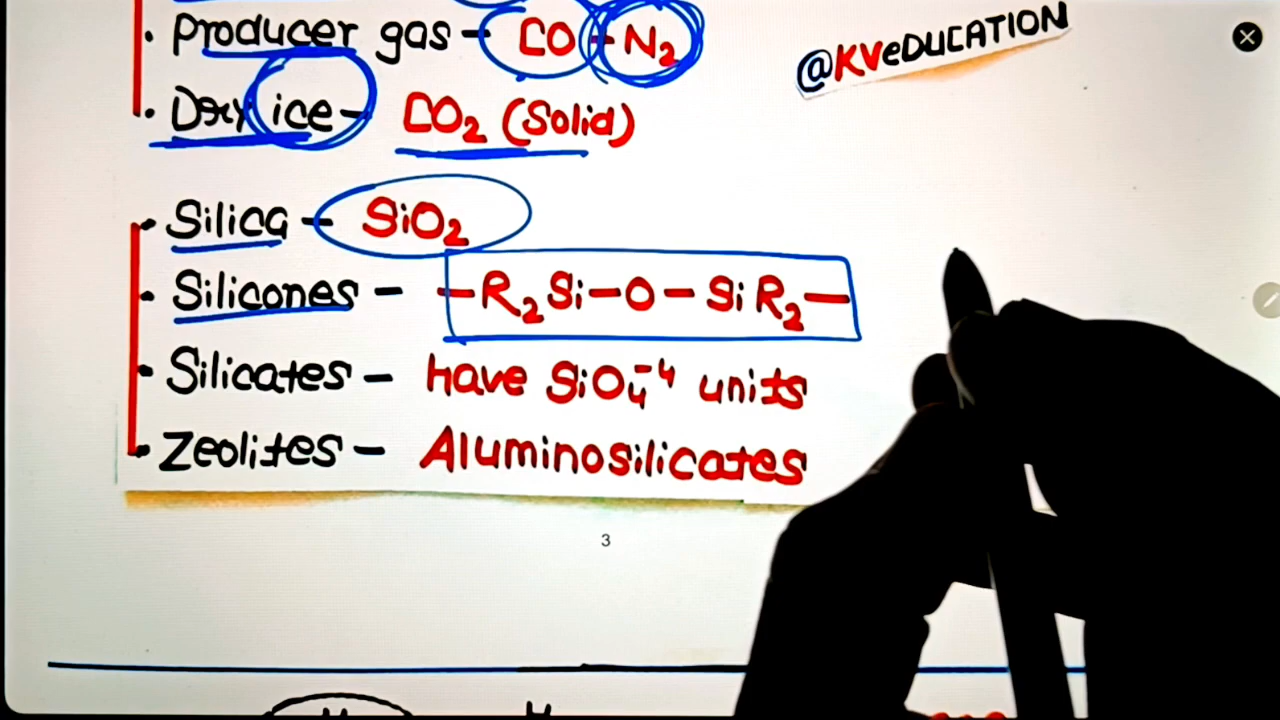 • Producer gas – CO + N₂
@KVeDUCATION
• Dry ice – CO₂ (Solid)
• Silica – SiO₂
• Silicones – –R₂Si–O–SiR₂–
• Silicates – have SiO₄⁻⁴ units
• Zeolites – Aluminosilicates
3